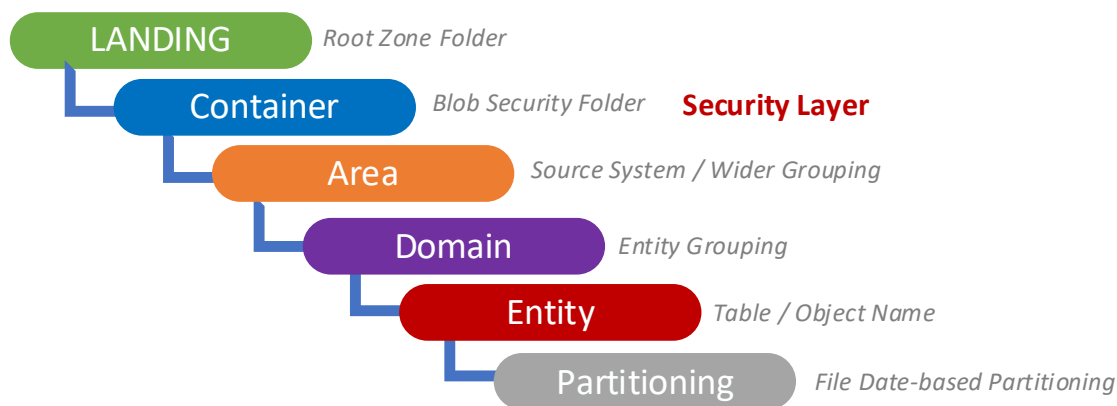 LANDING Root Zone Folder
Container Blob Security Folder Security Layer
Area Source System / Wider Grouping
Domain Entity Grouping
Entity Table / Object Name
Partitioning File Date-based Partitioning